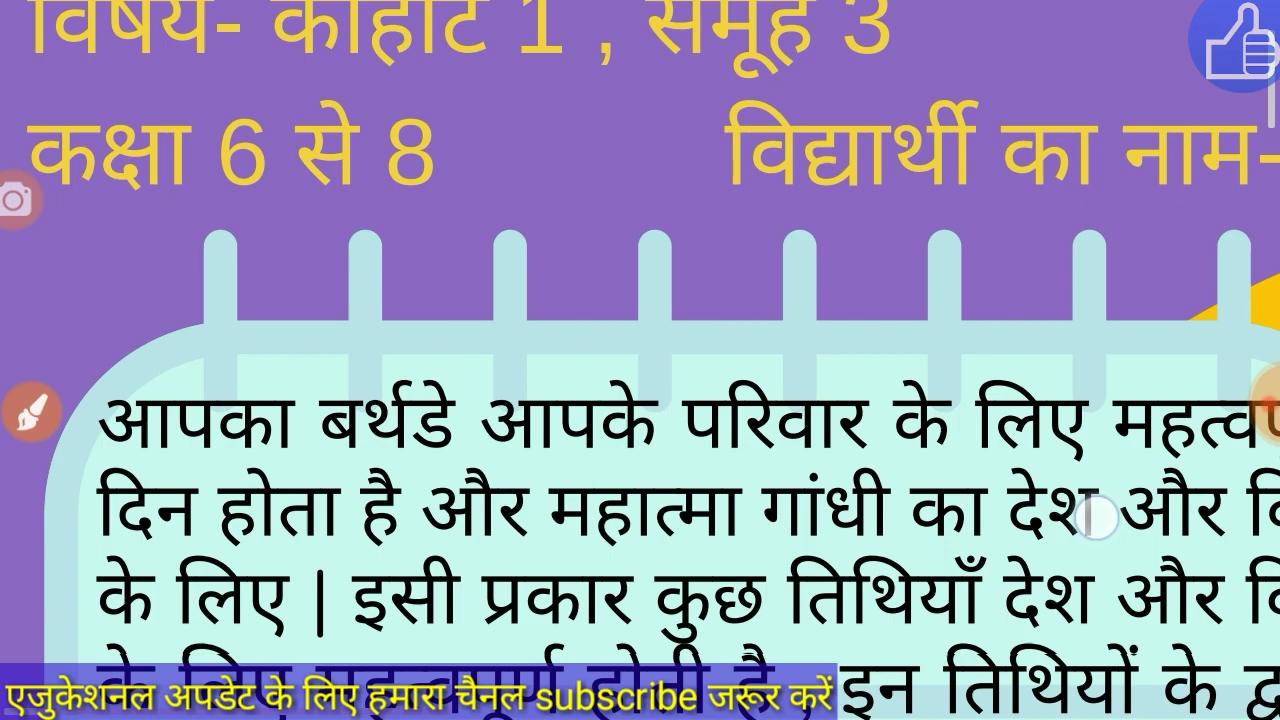 विषय- कोहार्ट 1 , समूह 3
कक्षा 6 से 8 विद्यार्थी का नाम-
आपका बर्थडे आपके परिवार के लिए
दिन होता है और महात्मा गांधी का देश और
के लिए | इसी प्रकार कुछ तिथियाँ देश और
के लिए महत्वपूर्ण होती है, इन तिथियों के
एजुकेशनल अपडेट के लिए हमारा चैनल subscribe जरूर करें